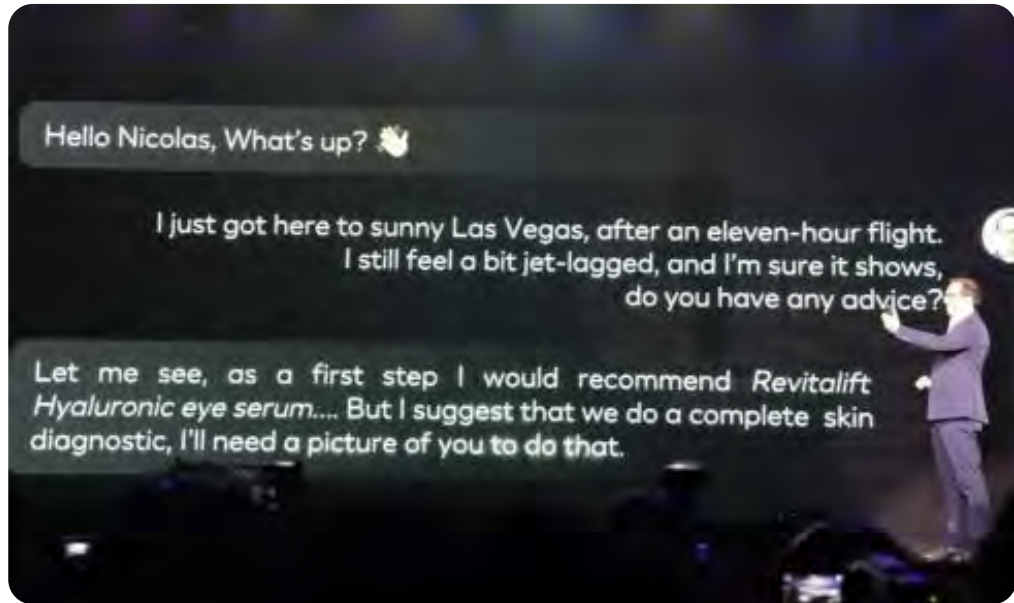 Hello Nicolas, What's up? 👋
I just got here to sunny Las Vegas, after an eleven-hour flight.
I still feel a bit jet-lagged, and I'm sure it shows,
do you have any advice?
Let me see, as a first step I would recommend Revitalift
Hyaluronic eye serum.... But I suggest that we do a complete skin
diagnostic, I'll need a picture of you to do that.